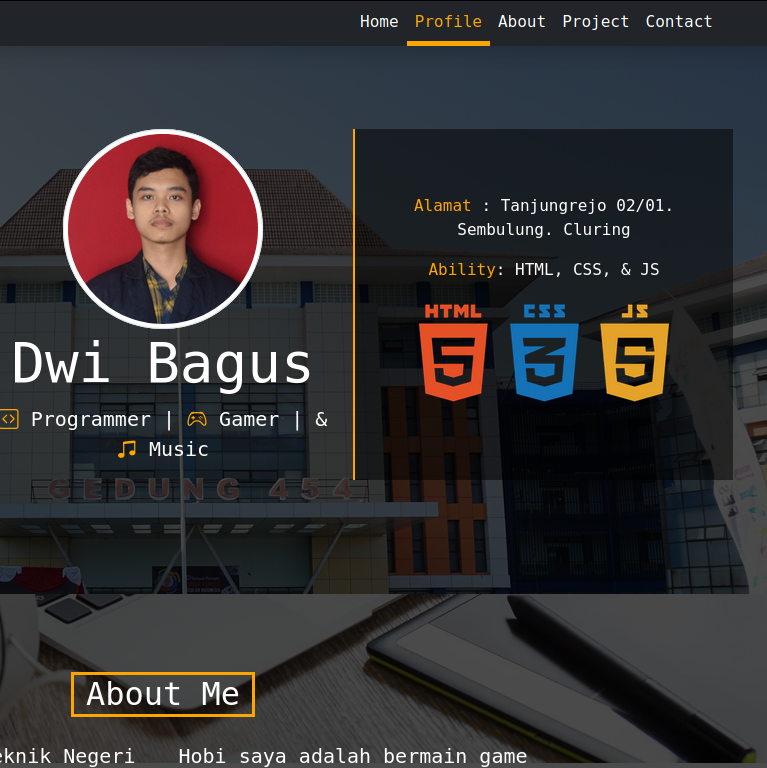 Home Profile About Project Contact
Alamat : Tanjungrejo 02/01.
Sembulung. Cluring
Ability: HTML, CSS, & JS
HTML CSS JS
5 3 5
Dwi Bagus
Programmer | Gamer | &
Music
GEDUNG 454
About Me
eknik Negeri Hobi saya adalah bermain game